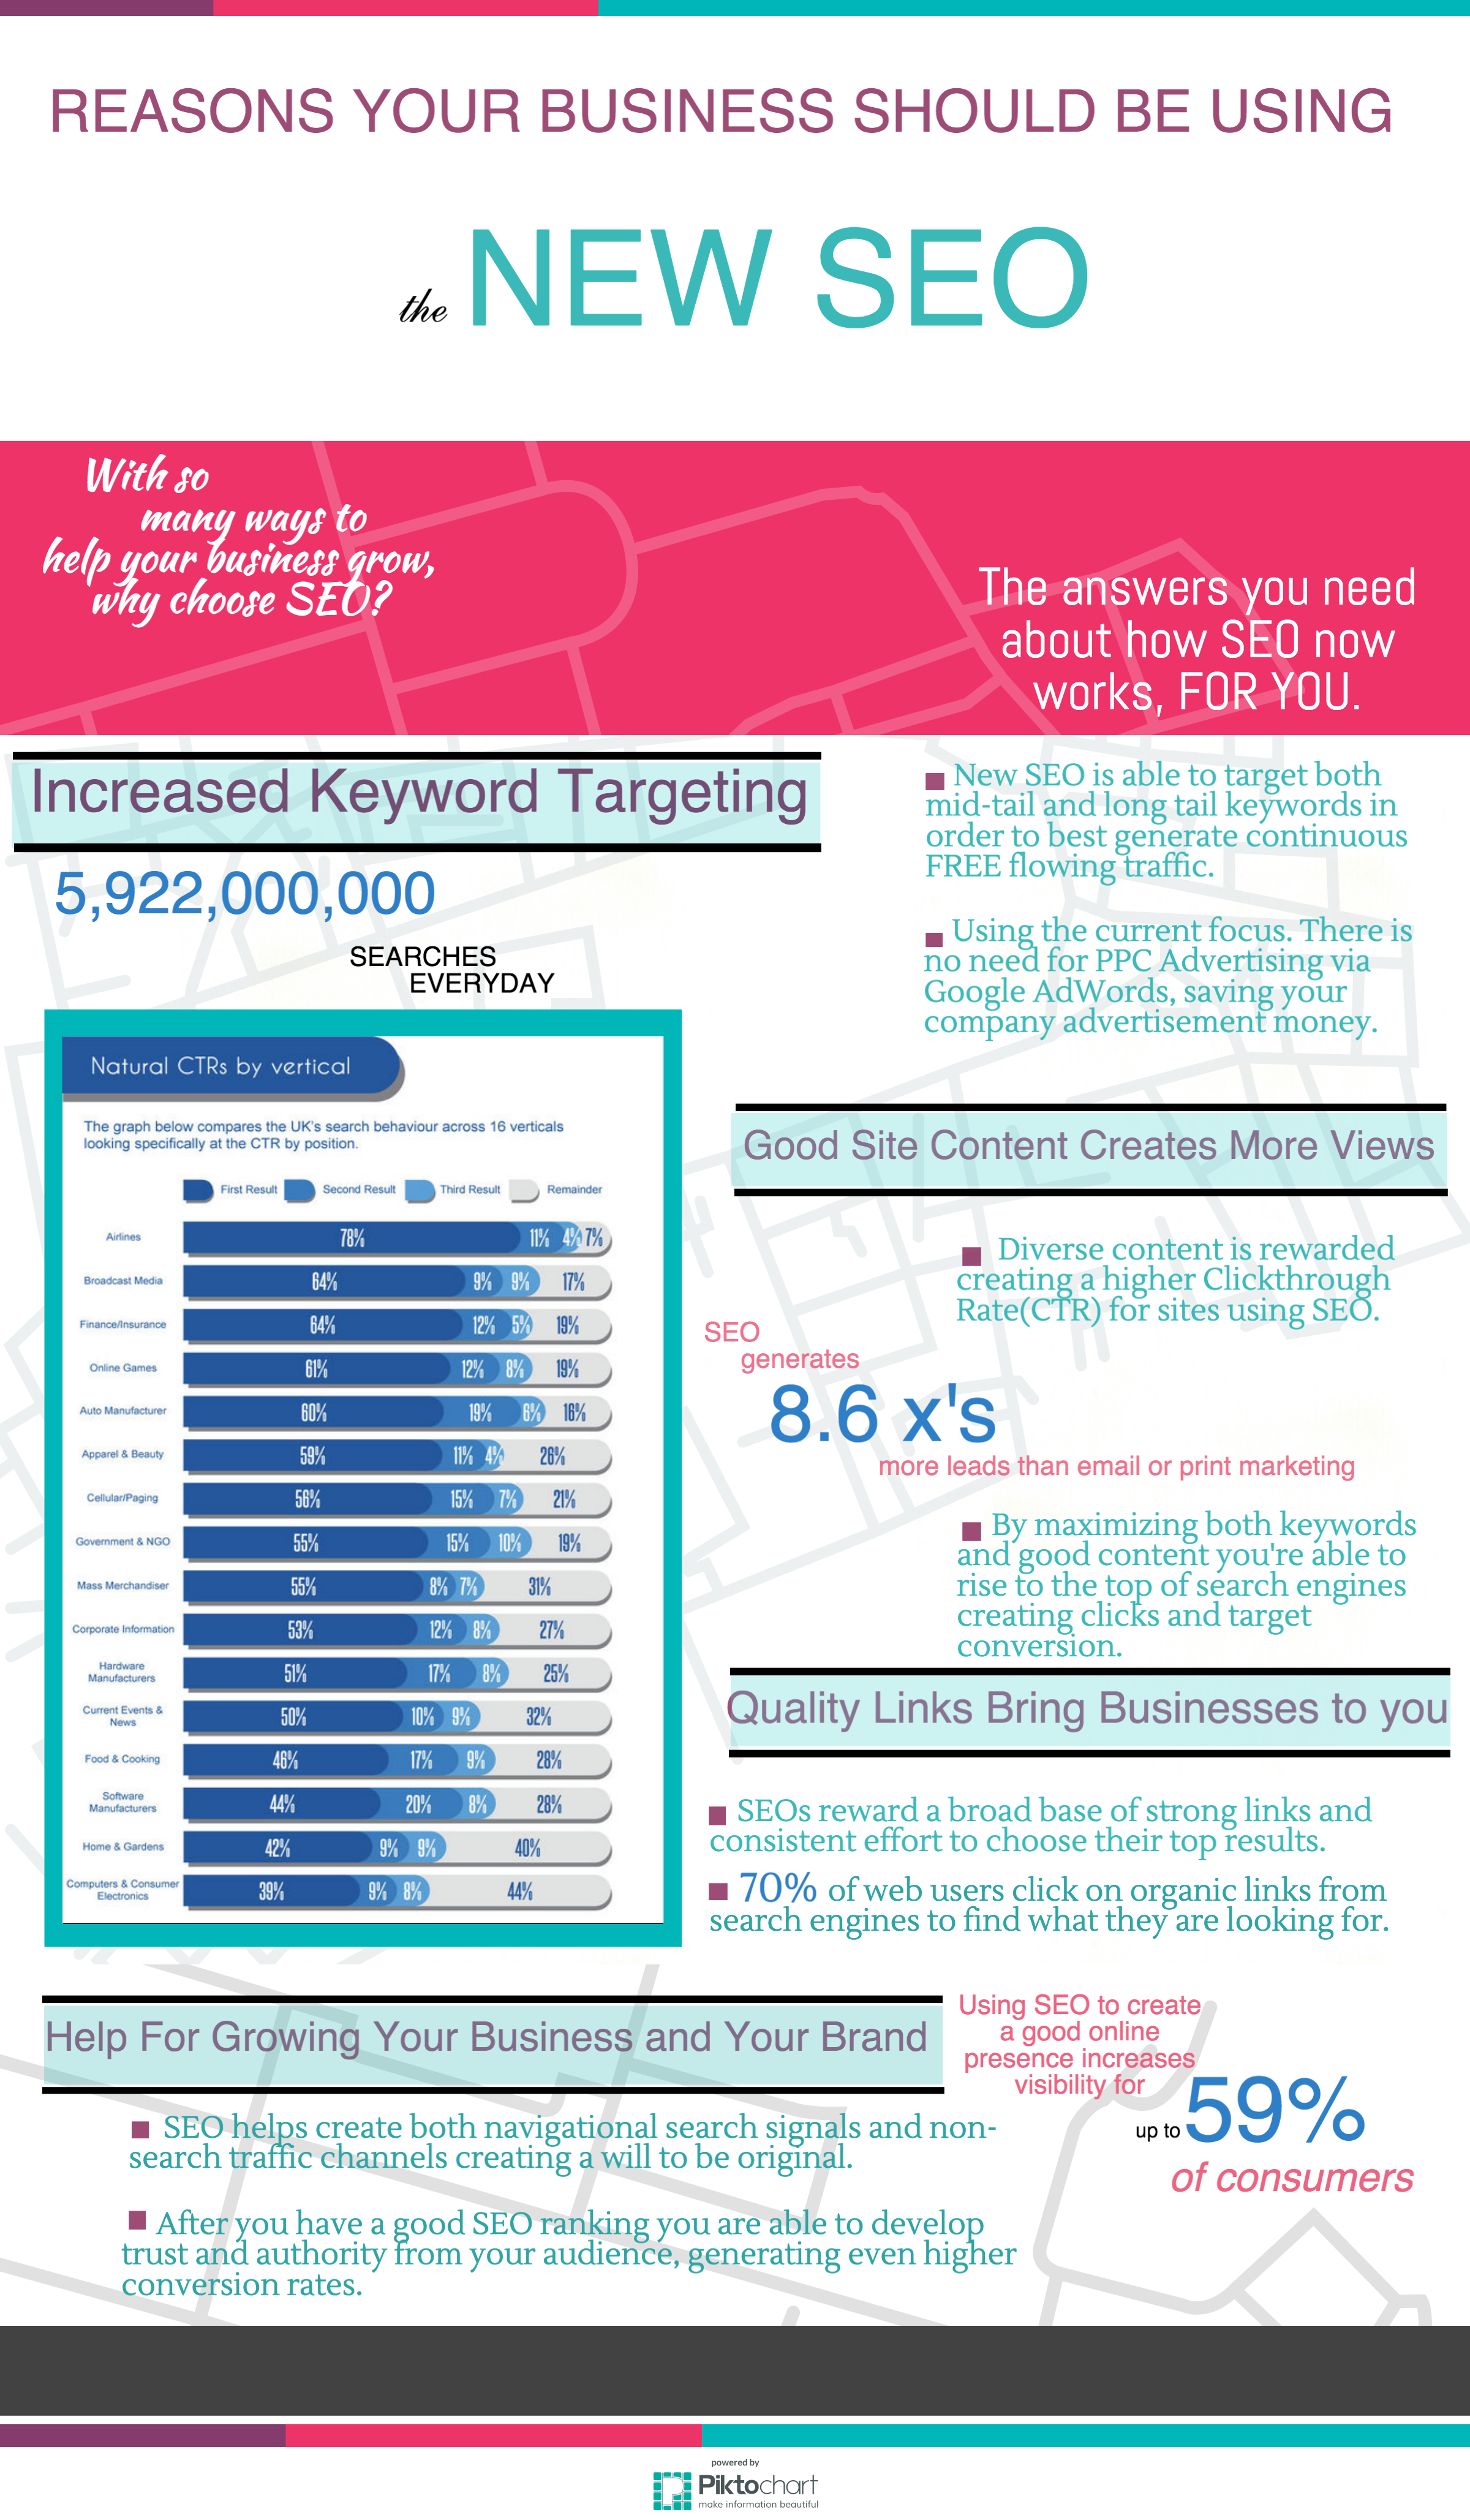 REASONS YOUR BUSINESS SHOULD BE USING
the NEW SEO
With so
many ways to
help your business grow,
why choose SEO?
The answers you need
about how SEO now
works, FOR YOU.
Increased Keyword Targeting
5,922,000,000
SEARCHES
EVERYDAY
New SEO is able to target both
mid-tail and long tail keywords in
order to best generate continuous
FREE flowing traffic.
Using the current focus. There is
no need for PPC Advertising via
Google AdWords, saving your
company advertisement money.
Natural CTRs by vertical
The graph below compares the UK's search behaviour across 16 verticals
looking specifically at the CTR by position.
First Result Second Result Third Result Remainder
Airlines 78% 11% 4% 7%
Broadcast Media 64% 9% 9% 17%
Finance/Insurance 64% 12% 5% 19%
Online Games 61% 12% 8% 19%
Auto Manufacturer 60% 19% 6% 16%
Apparel & Beauty 59% 11% 4% 26%
Cellular/Paging 56% 15% 7% 21%
Government & NGO 55% 15% 10% 19%
Mass Merchandiser 55% 8% 7% 31%
Corporate Information 53% 12% 8% 27%
Hardware
Manufacturers 51% 17% 8% 25%
Current Events &
News 50% 10% 9% 32%
Food & Cooking 46% 17% 9% 28%
Software
Manufacturers 44% 20% 8% 28%
Home & Gardens 42% 9% 9% 40%
Computers & Consumer
Electronics 39% 9% 8% 44%
Good Site Content Creates More Views
Diverse content is rewarded
creating a higher Clickthrough
Rate(CTR) for sites using SEO.
SEO
generates
8.6 x's
more leads than email or print marketing
By maximizing both keywords
and good content you're able to
rise to the top of search engines
creating clicks and target
conversion.
Quality Links Bring Businesses to you
SEOs reward a broad base of strong links and
consistent effort to choose their top results.
70% of web users click on organic links from
search engines to find what they are looking for.
Help For Growing Your Business and Your Brand
SEO helps create both navigational search signals and non-
search traffic channels creating a will to be original.
After you have a good SEO ranking you are able to develop
trust and authority from your audience, generating even higher
conversion rates.
Using SEO to create
a good online
presence increases
visibility for
up to 59%
of consumers
powered by
Piktochart
make information beautiful